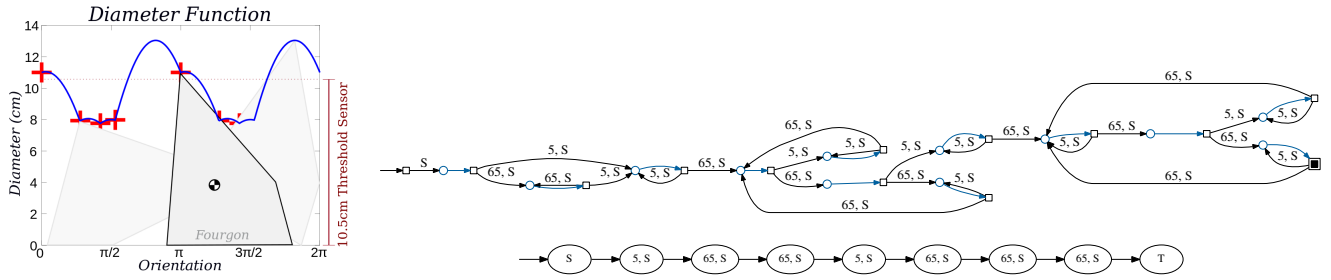 Diameter Function
14
12
10
8
6
4
2
0
Diameter (cm)
0
π/2
π
3π/2
2π
Orientation
Fourgon
10.5cm Threshold Sensor
S
5, S
65, S
5, S
5, S
65, S
65, S
5, S
65, S
5, S
5, S
65, S
5, S
65, S
65, S
65, S
5, S
65, S
65, S
5, S
5, S
65, S
5, S
65, S
S
5, S
65, S
65, S
5, S
65, S
65, S
65, S
T